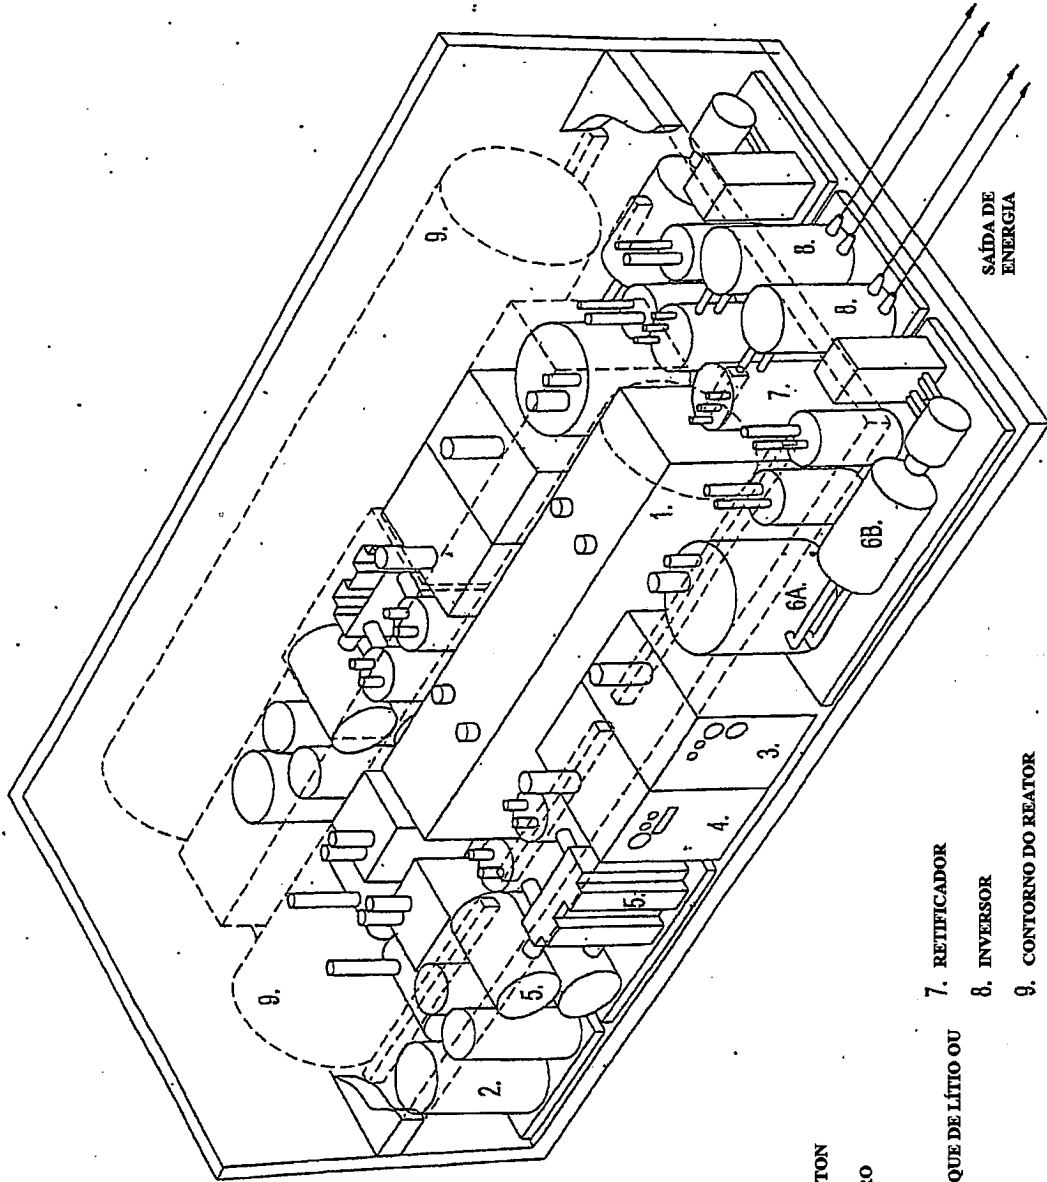 9.
9.
2.
5.
5.
1.
4.
3.
7.
6A.
8.
8.
6B.
SAÍDA DE
ENERGIA
TON
RO
QUE DE LÍTIO OU
7. RETIFICADOR
8. INVERSOR
9. CONTORNO DO REATOR